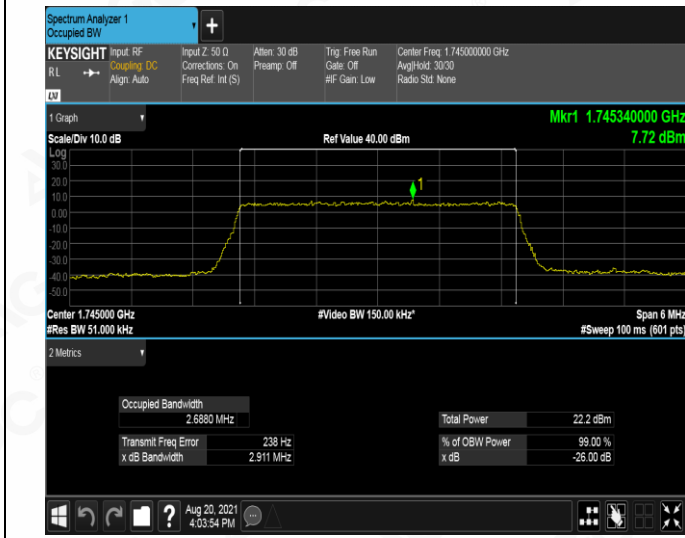 Spectrum Analyzer 1
Occupied BW
+
KEYSIGHT
RL
LXI
Input: RF
Coupling: DC
Align: Auto
Input Z: 50 Ω
Corrections: On
Freq Ref: Int (S)
Atten: 30 dB
Preamp: Off
Trig: Free Run
Gate: Off
#IF Gain: Low
Center Freq: 1.745000000 GHz
Avg|Hold: 30/30
Radio Std: None
1 Graph
Mkr1 1.745340000 GHz
7.72 dBm
Scale/Div 10.0 dB
Ref Value 40.00 dBm
Log
30.0
20.0
10.0
0.00
-10.0
-20.0
-30.0
-40.0
-50.0
1
Center 1.745000 GHz
#Video BW 150.00 kHz*
Span 6 MHz
#Res BW 51.000 kHz
#Sweep 100 ms (601 pts)
2 Metrics
Occupied Bandwidth
2.6880 MHz
Total Power 22.2 dBm
Transmit Freq Error 238 Hz
% of OBW Power 99.00 %
x dB Bandwidth 2.911 MHz
x dB -26.00 dB
?
Aug 20, 2021
4:03:54 PM